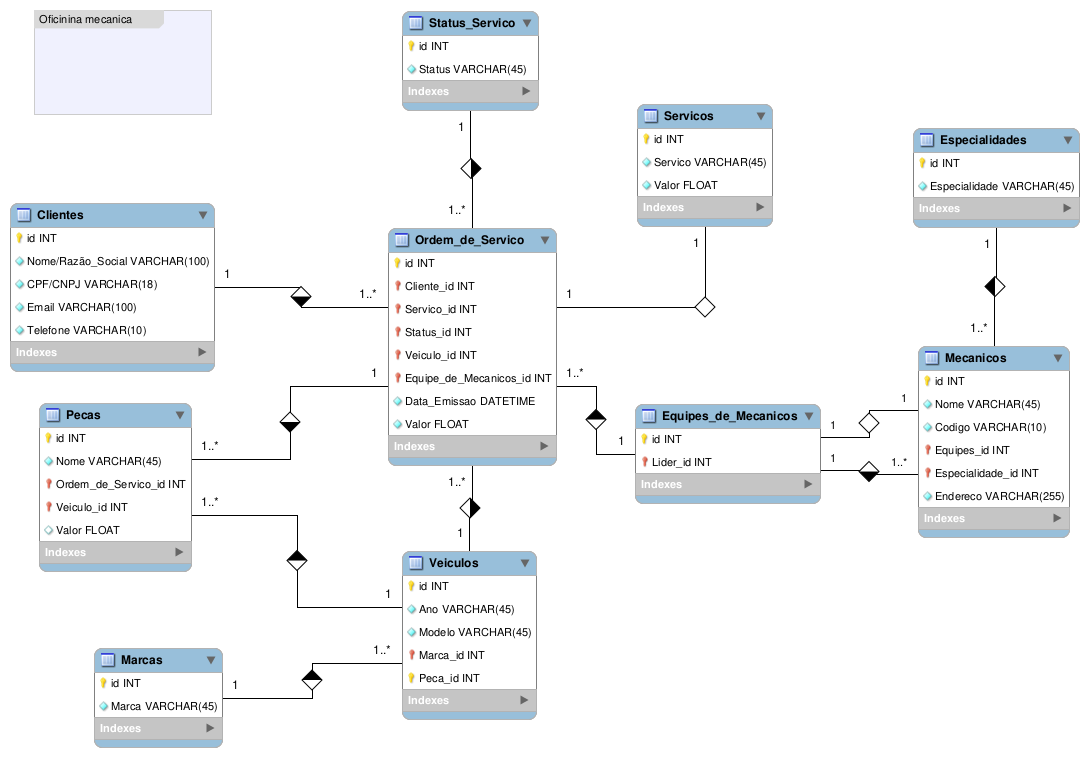 Oficinina mecanica
Status_Servico
id INT
Status VARCHAR(45)
Indexes
1
1..*
Servicos
id INT
Servico VARCHAR(45)
Valor FLOAT
Indexes
1
Especialidades
id INT
Especialidade VARCHAR(45)
Indexes
1
1..*
Clientes
id INT
Nome/Razão_Social VARCHAR(100)
CPF/CNPJ VARCHAR(18)
Email VARCHAR(100)
Telefone VARCHAR(10)
Indexes
1
1..*
Ordem_de_Servico
id INT
Cliente_id INT
Servico_id INT
Status_id INT
Veiculo_id INT
Equipe_de_Mecanicos_id INT
Data_Emissao DATETIME
Valor FLOAT
Indexes
1
1..*
1
1
1..*
1..*
1
Mecanicos
id INT
Nome VARCHAR(45)
Codigo VARCHAR(10)
Equipes_id INT
Especialidade_id INT
Endereco VARCHAR(255)
Indexes
Equipes_de_Mecanicos
id INT
Lider_id INT
Indexes
1
1
1
1..*
Pecas
id INT
Nome VARCHAR(45)
Ordem_de_Servico_id INT
Veiculo_id INT
Valor FLOAT
Indexes
1..*
1
Veiculos
id INT
Ano VARCHAR(45)
Modelo VARCHAR(45)
Marca_id INT
Peca_id INT
Indexes
1..*
1
Marcas
id INT
Marca VARCHAR(45)
Indexes